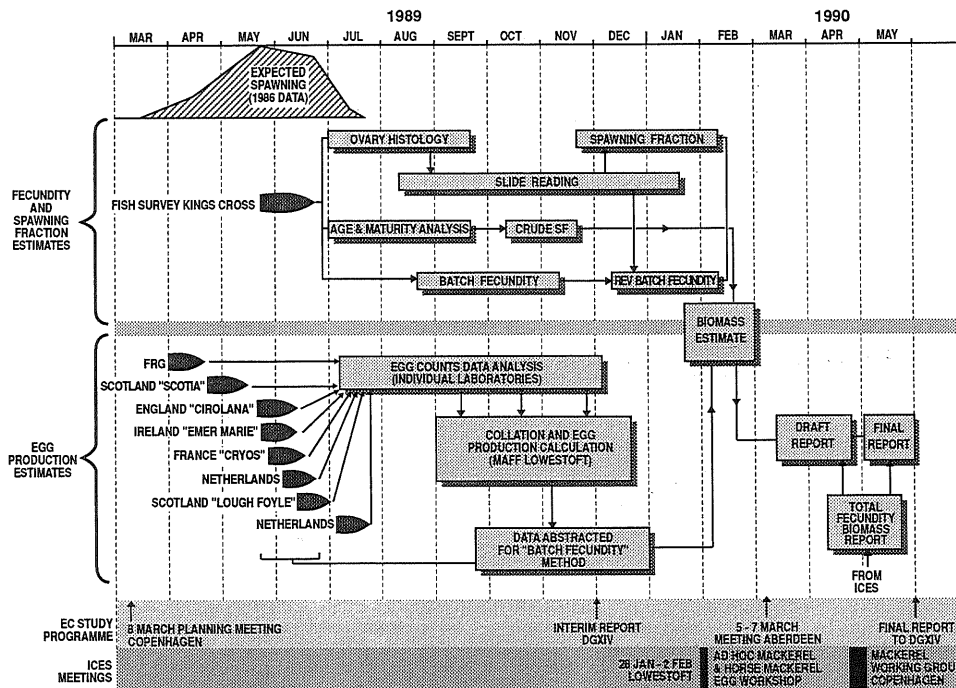 1989
1990
MAR APR MAY JUN JUL AUG SEPT OCT NOV DEC JAN FEB MAR APR MAY
EXPECTED
SPAWNING
(1986 DATA)
FECUNDITY
AND
SPAWNING
FRACTION
ESTIMATES
OVARY HISTOLOGY
SPAWNING FRACTION
SLIDE READING
FISH SURVEY KINGS CROSS
AGE & MATURITY ANALYSIS
CRUDE SF
BATCH FECUNDITY
REV BATCH FECUNDITY
BIOMASS
ESTIMATE
EGG
PRODUCTION
ESTIMATES
FRG
SCOTLAND "SCOTIA"
ENGLAND "CIROLANA"
IRELAND "EMER MARIE"
FRANCE "CRYOS"
NETHERLANDS
SCOTLAND "LOUGH FOYLE"
NETHERLANDS
EGG COUNTS DATA ANALYSIS
(INDIVIDUAL LABORATORIES)
COLLATION AND EGG
PRODUCTION CALCULATION
(MAFF LOWESTOFT)
DATA ABSTRACTED
FOR "BATCH FECUNDITY"
METHOD
DRAFT
REPORT
FINAL
REPORT
TOTAL
FECUNDITY
BIOMASS
REPORT
FROM
ICES
EC STUDY
PROGRAMME
8 MARCH PLANNING MEETING
COPENHAGEN
INTERIM REPORT
DGXIV
5 - 7 MARCH
MEETING ABERDEEN
FINAL REPORT
TO DGXIV
ICES
MEETINGS
26 JAN - 2 FEB
LOWESTOFT
AD HOC MACKEREL
& HORSE MACKEREL
EGG WORKSHOP
MACKEREL
WORKING GROU
COPENHAGEN